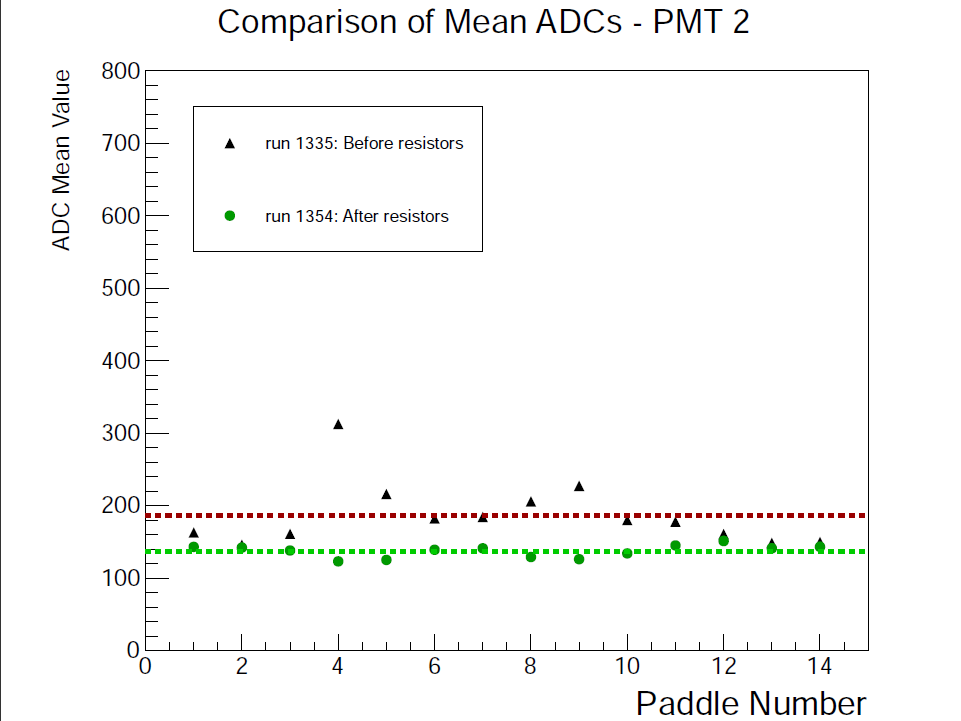 Comparison of Mean ADCs - PMT 2
ADC Mean Value
800
700
600
500
400
300
200
100
0
run 1335: Before resistors
run 1354: After resistors
0 2 4 6 8 10 12 14
Paddle Number